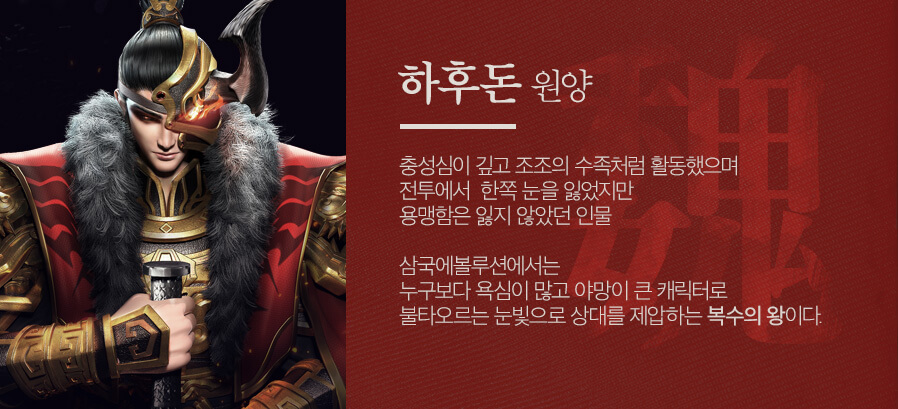 하후돈 원양
충성심이 깊고 조조의 수족처럼 활동했으며
전투에서 한쪽 눈을 잃었지만
용맹함은 잃지 않았던 인물
삼국에볼루션에서는
누구보다 욕심이 많고 야망이 큰 캐릭터로
불타오르는 눈빛으로 상대를 제압하는 복수의 왕이다.